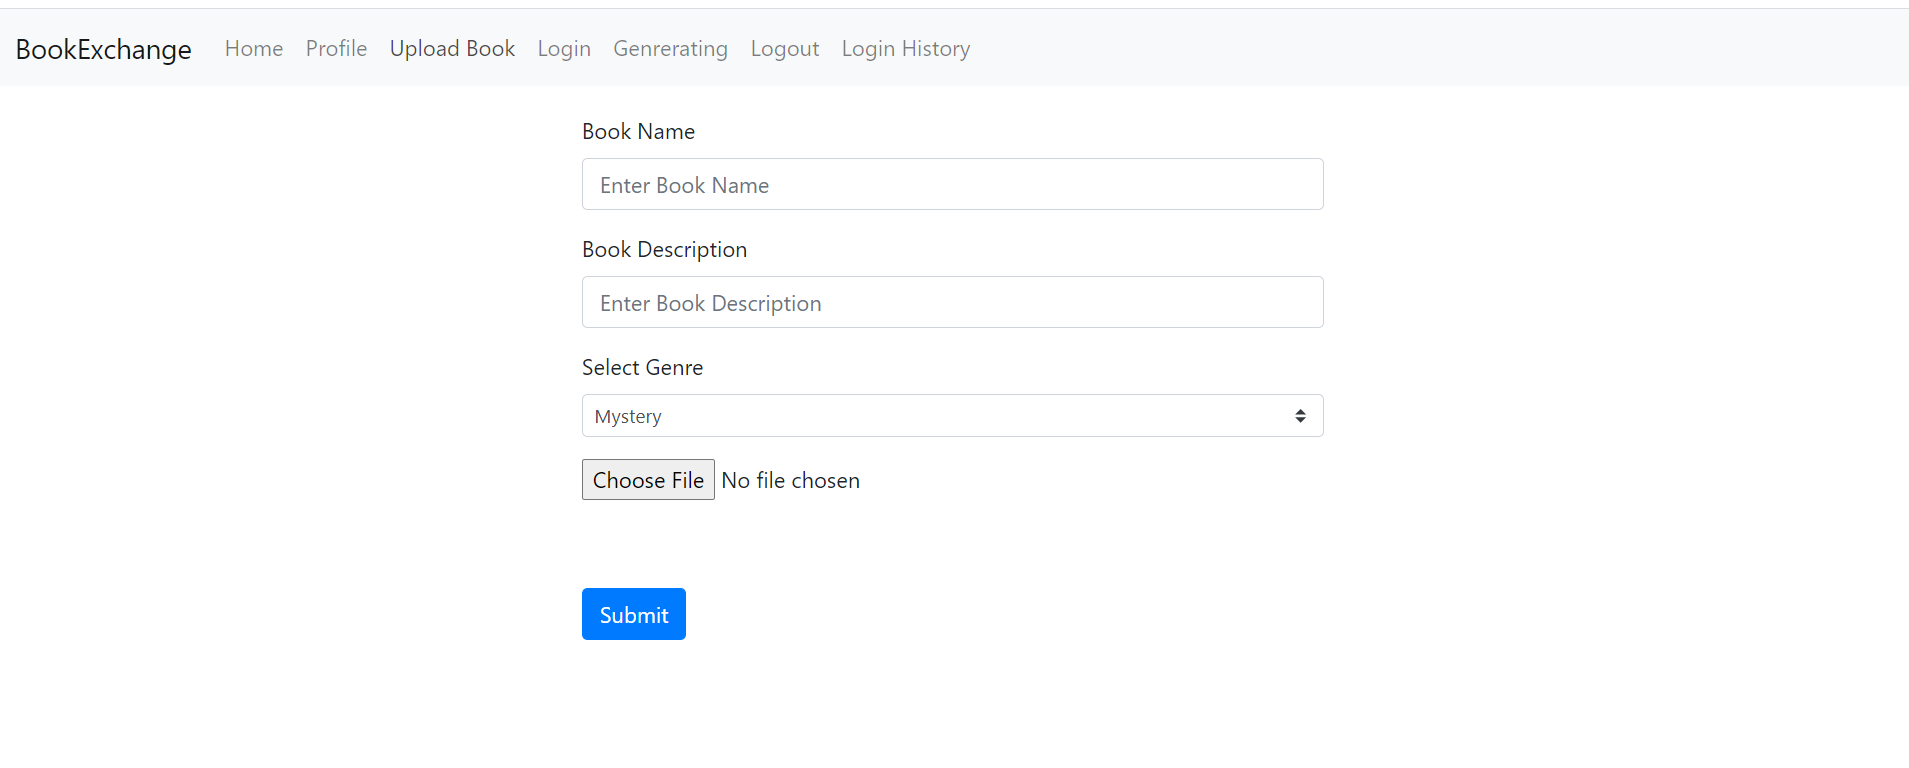 BookExchange Home Profile Upload Book Login Genrerating Logout Login History
Book Name
Enter Book Name
Book Description
Enter Book Description
Select Genre
Mystery
Choose File No file chosen
Submit